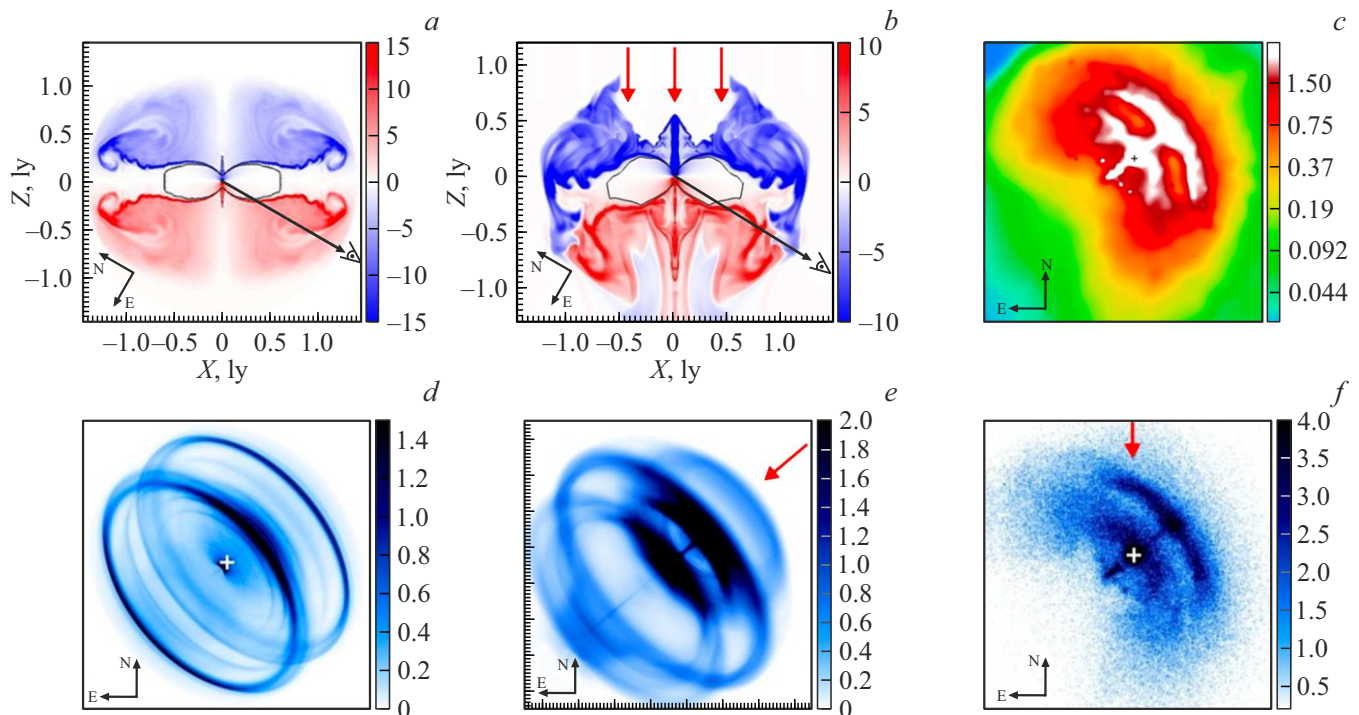 a
Z, ly
1.0
0.5
0
–0.5
–1.0
–1.0 –0.5 0 0.5 1.0
X, ly
15
10
5
0
–5
–10
–15
N
E
b
Z, ly
1.0
0.5
0
–0.5
–1.0
–1.0 –0.5 0 0.5 1.0
X, ly
10
5
0
–5
–10
N
E
c
1.50
0.75
0.37
0.19
0.092
0.044
N
E
d
1.4
1.2
1.0
0.8
0.6
0.4
0.2
0
N
E
e
2.0
1.8
1.6
1.4
1.2
1.0
0.8
0.6
0.4
0.2
0
N
E
f
4.0
3.5
3.0
2.5
2.0
1.5
1.0
0.5
N
E